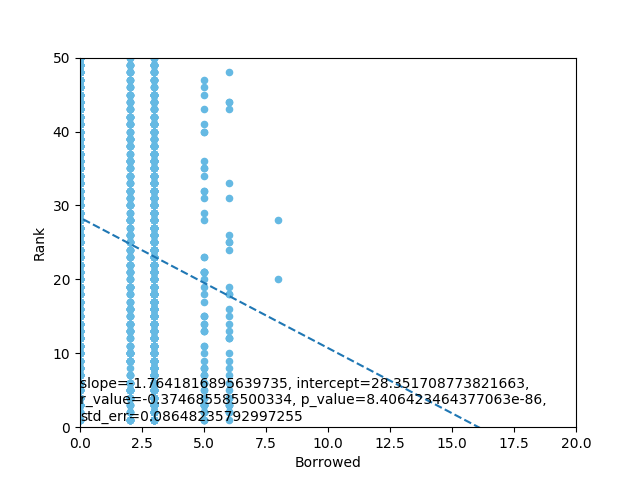 50
40
30
20
10
0
Rank
slope=-1.7641816895639735, intercept=28.351708773821663,
r_value=-0.374685585500334, p_value=8.406423464377063e-86,
std_err=0.08648235792997255
0.0 2.5 5.0 7.5 10.0 12.5 15.0 17.5 20.0
Borrowed